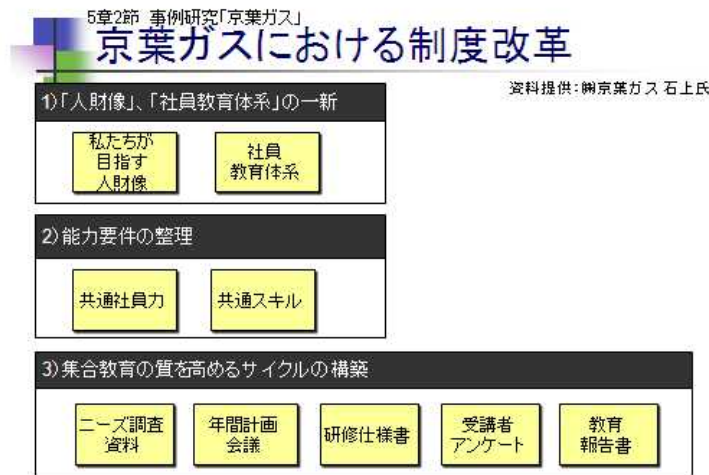 5章2節 事例研究「京葉ガス」
京葉ガスにおける制度改革
資料提供:㈱京葉ガス 石上氏
1)「人財像」、「社員教育体系」の一新
私たちが
目指す
人財像
社員
教育体系
2)能力要件の整理
共通社員力
共通スキル
3)集合教育の質を高めるサイクルの構築
ニーズ調査
資料
年間計画
会議
研修仕様書
受講者
アンケート
教育
報告書